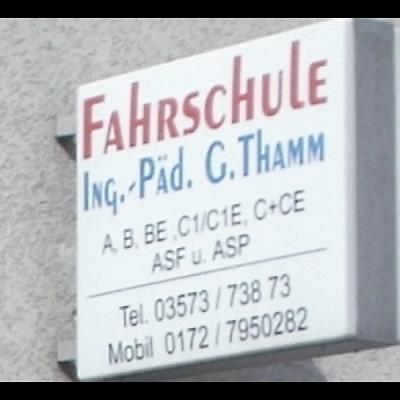 FAHRSCHULE
ING.-PÄD. G.THAMM
A, B, BE ,C1/C1E, C+CE
ASF u. ASP
Tel. 03573 / 738 73
Mobil 0172 / 7950282